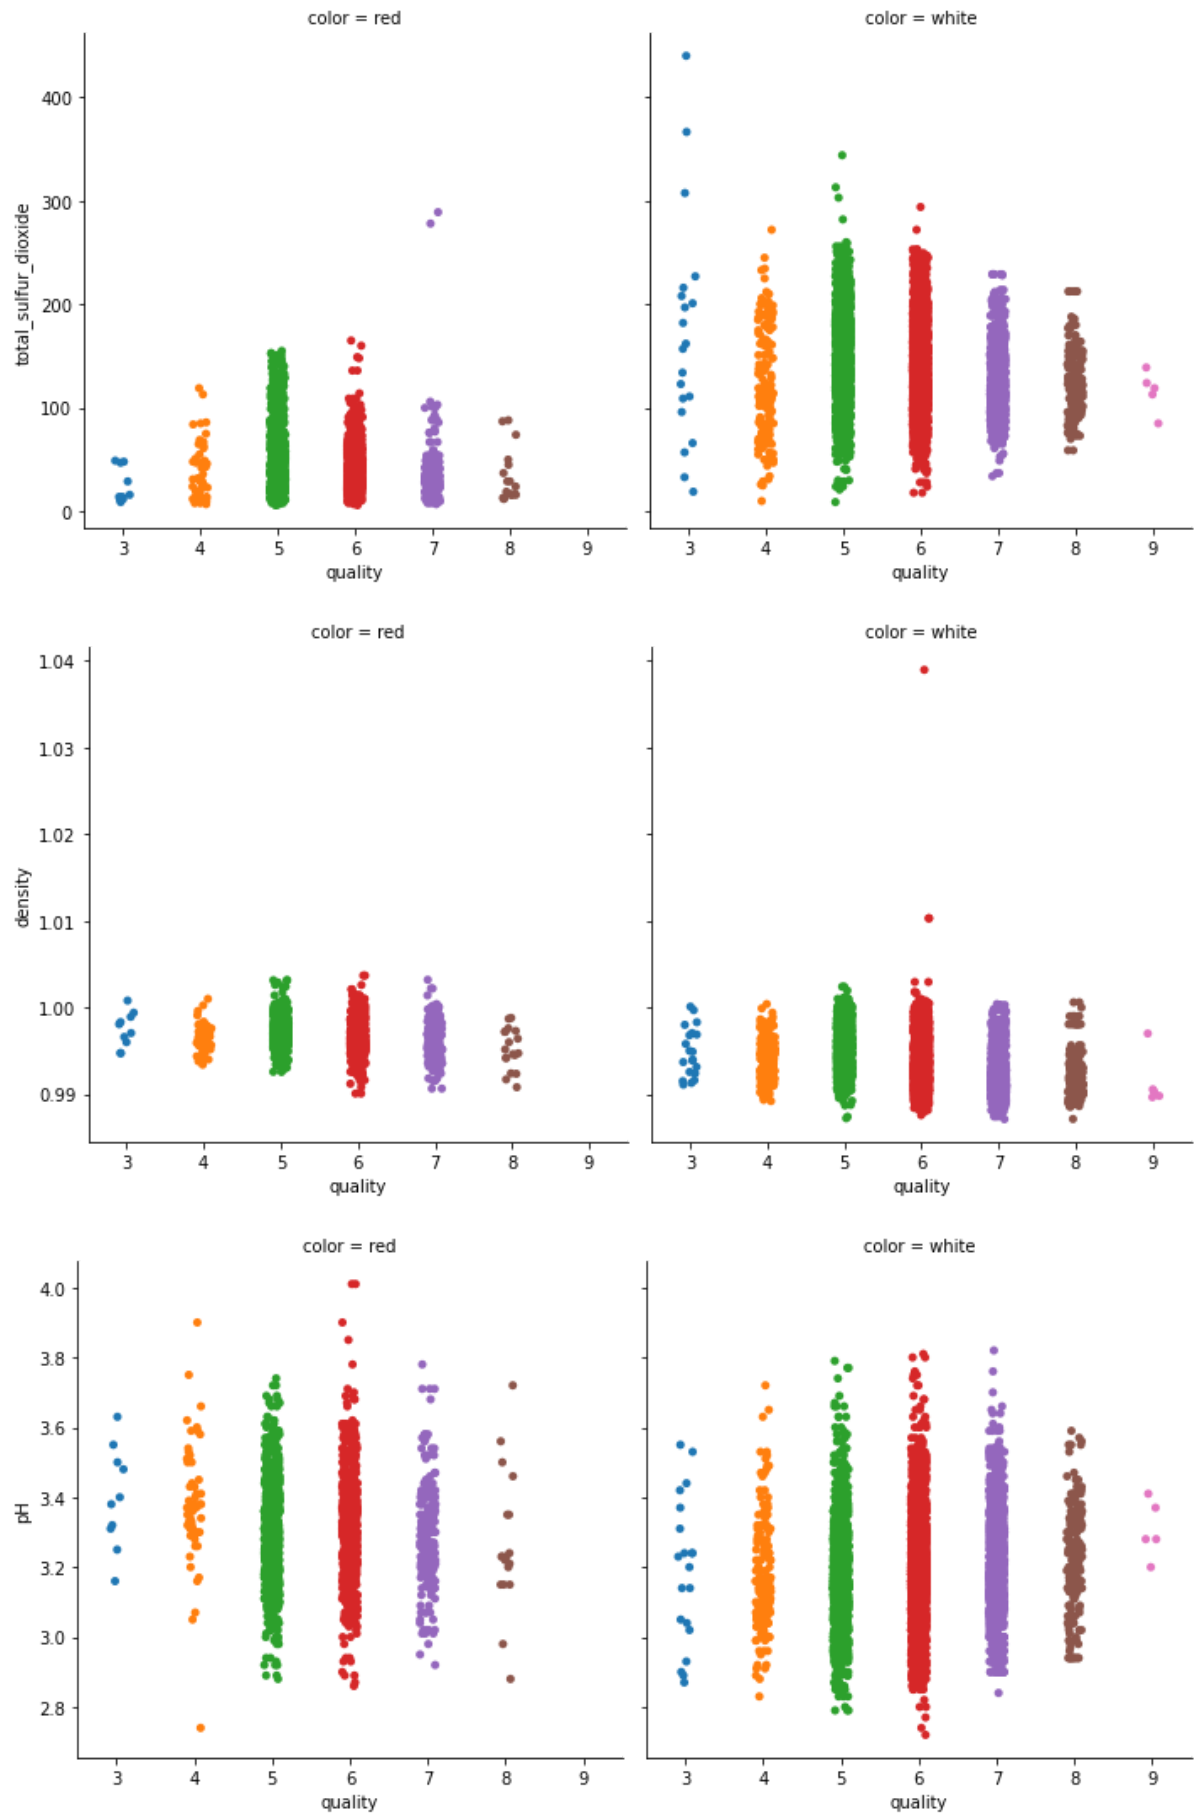 color = red
color = white
400
300
200
100
0
total_sulfur_dioxide
3 4 5 6 7 8 9
quality
3 4 5 6 7 8 9
quality
color = red
color = white
1.04
1.03
1.02
1.01
1.00
0.99
density
3 4 5 6 7 8 9
quality
3 4 5 6 7 8 9
quality
color = red
color = white
4.0
3.8
3.6
3.4
3.2
3.0
2.8
pH
3 4 5 6 7 8 9
quality
3 4 5 6 7 8 9
quality